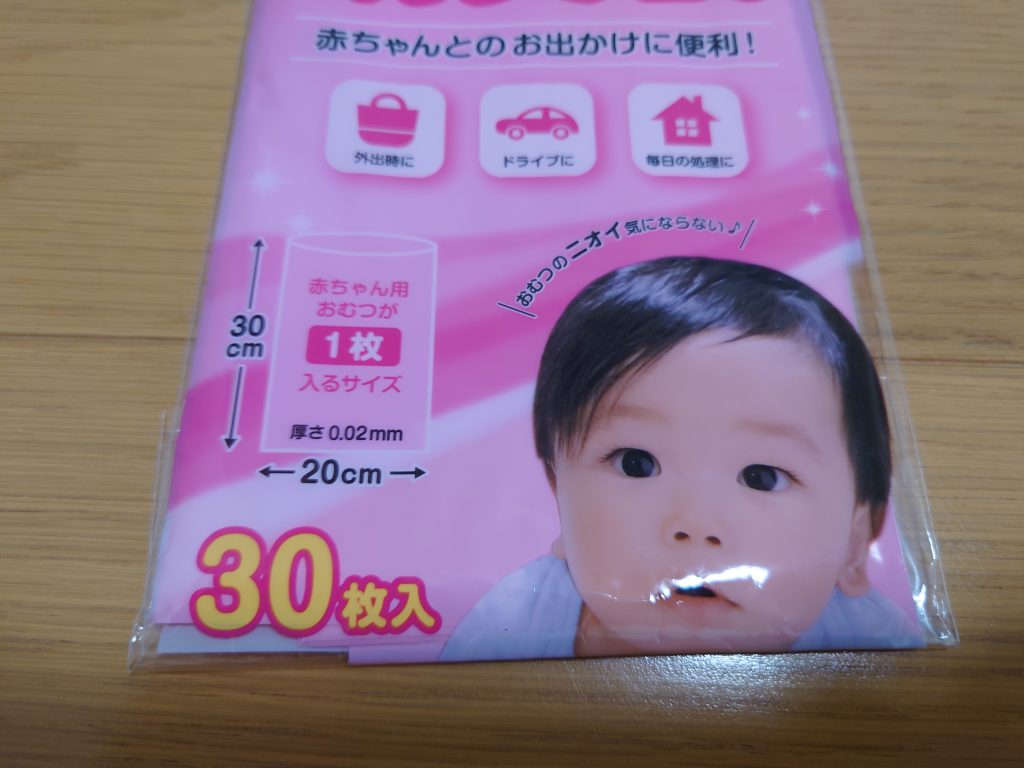 赤ちゃんとのお出かけに便利！
外出時に
ドライブに
毎日の処理に
おむつのニオイ気にならない♪
赤ちゃん用
おむつが
1枚
入るサイズ
厚さ0.02mm
30
cm
20cm
30枚入